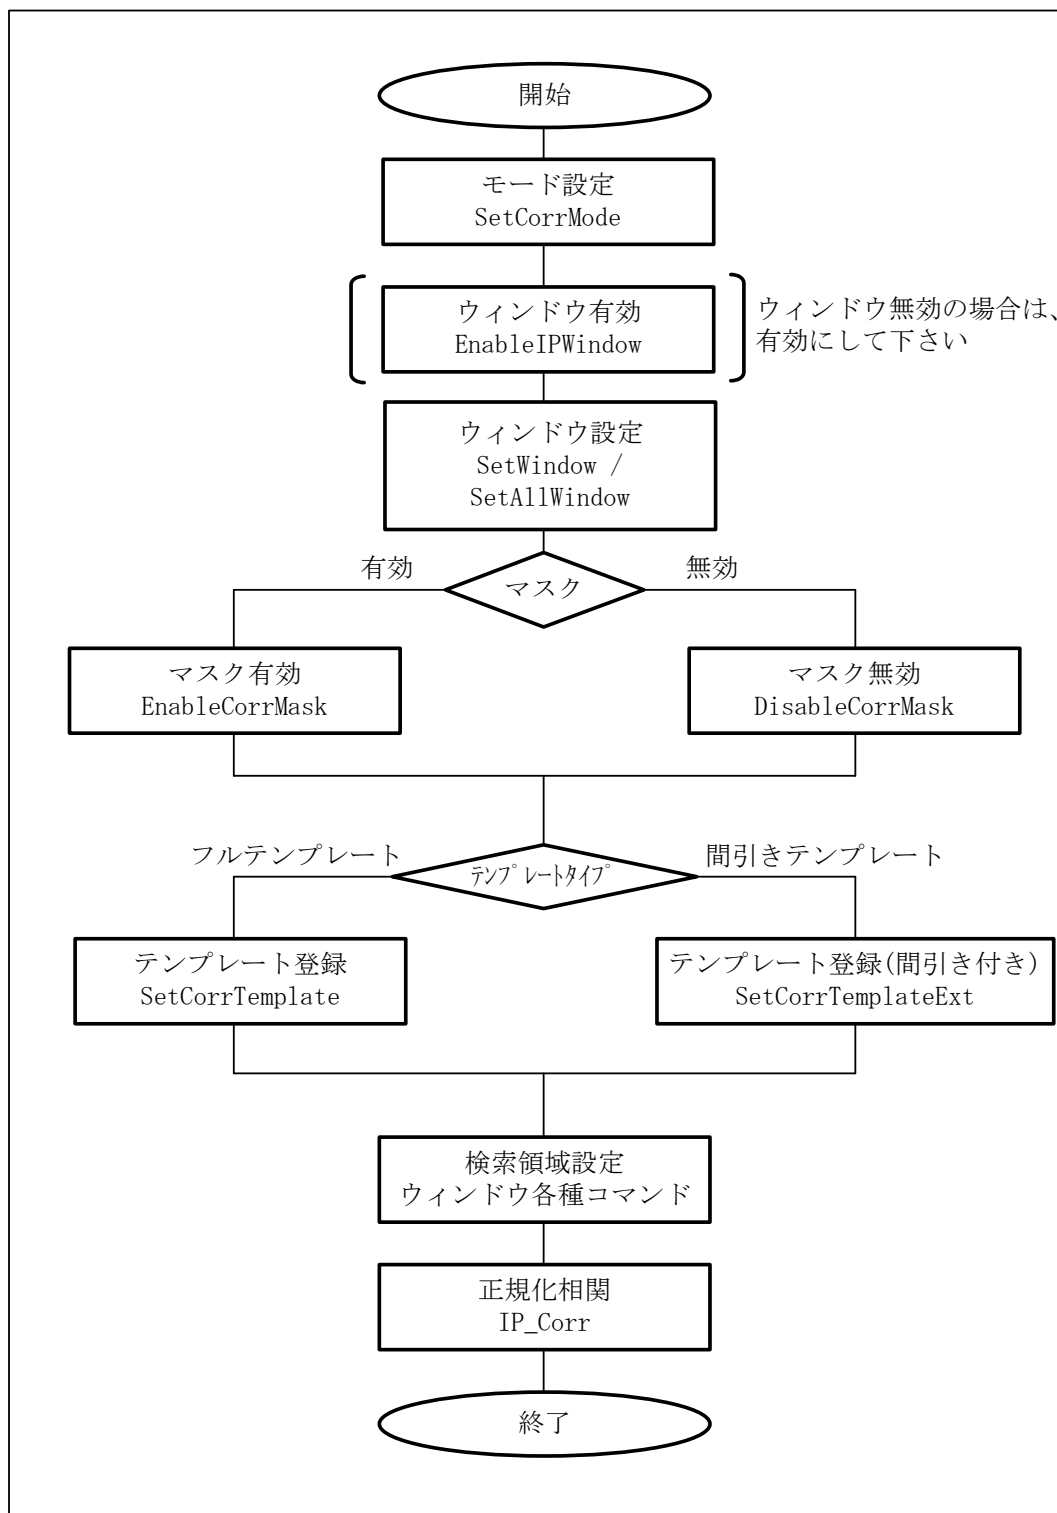 開始
モード設定
SetCorrMode
ウィンドウ有効
EnableIPWindow
ウィンドウ無効の場合は、
有効にして下さい
ウィンドウ設定
SetWindow /
SetAllWindow
有効
マスク
無効
マスク有効
EnableCorrMask
マスク無効
DisableCorrMask
フルテンプレート
テンプレートタイプ
間引きテンプレート
テンプレート登録
SetCorrTemplate
テンプレート登録(間引き付き)
SetCorrTemplateExt
検索領域設定
ウィンドウ各種コマンド
正規化相関
IP_Corr
終了